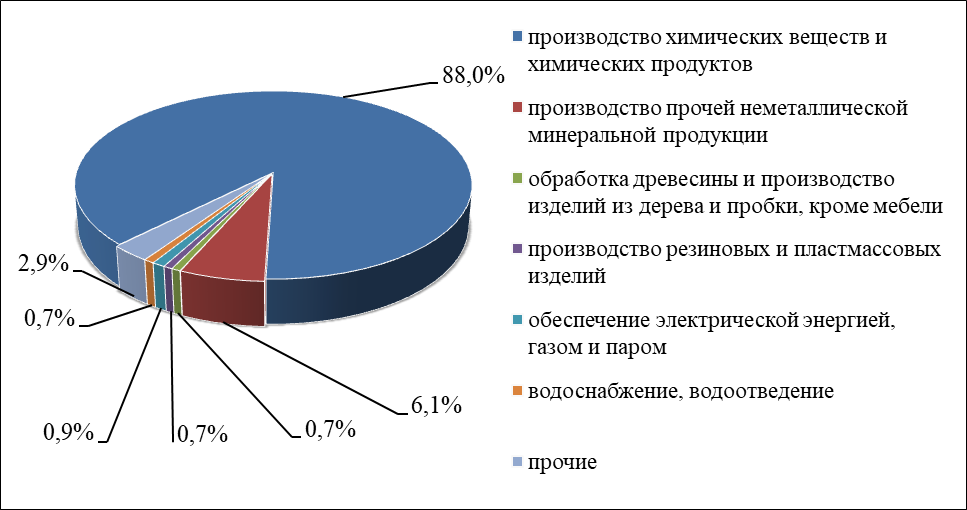 88,0%
2,9%
0,7%
0,9%
0,7%
0,7%
6,1%
производство химических веществ и
химических продуктов
производство прочей неметаллической
минеральной продукции
обработка древесины и производство
изделий из дерева и пробки, кроме мебели
производство резиновых и пластмассовых
изделий
обеспечение электрической энергией,
газом и паром
водоснабжение, водоотведение
прочие